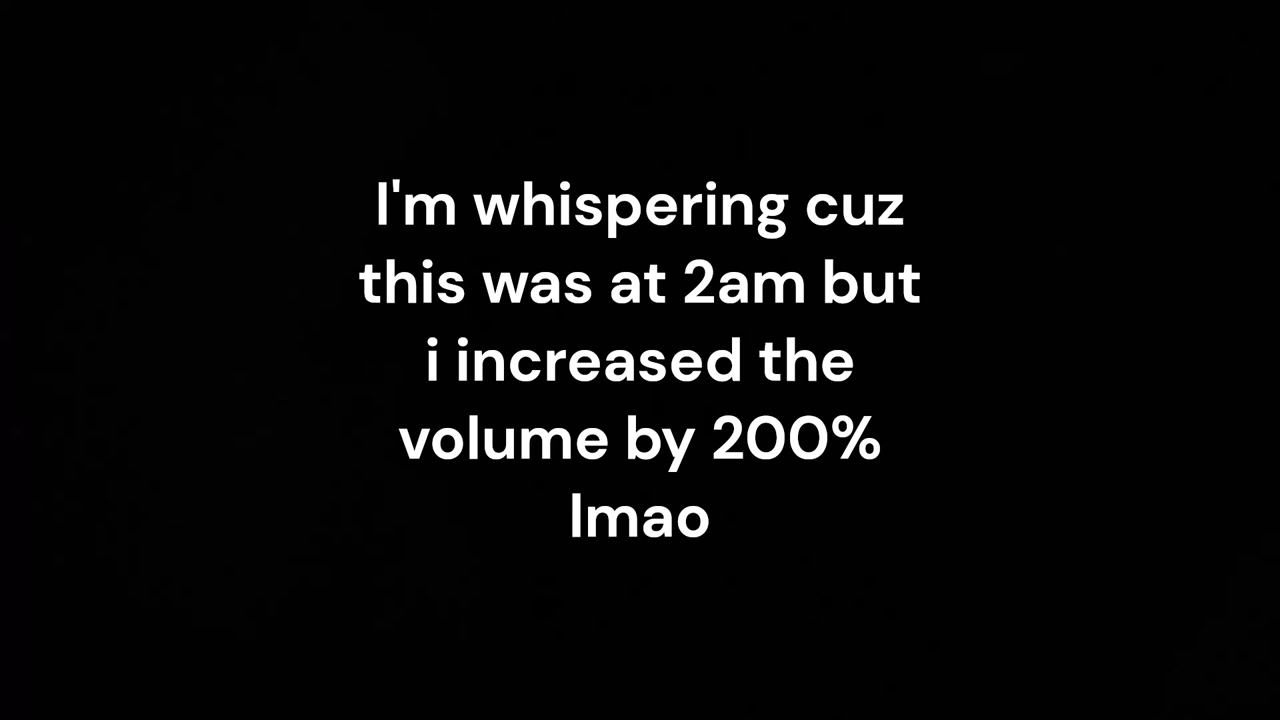 I'm whispering cuz
this was at 2am but
i increased the
volume by 200%
lmao